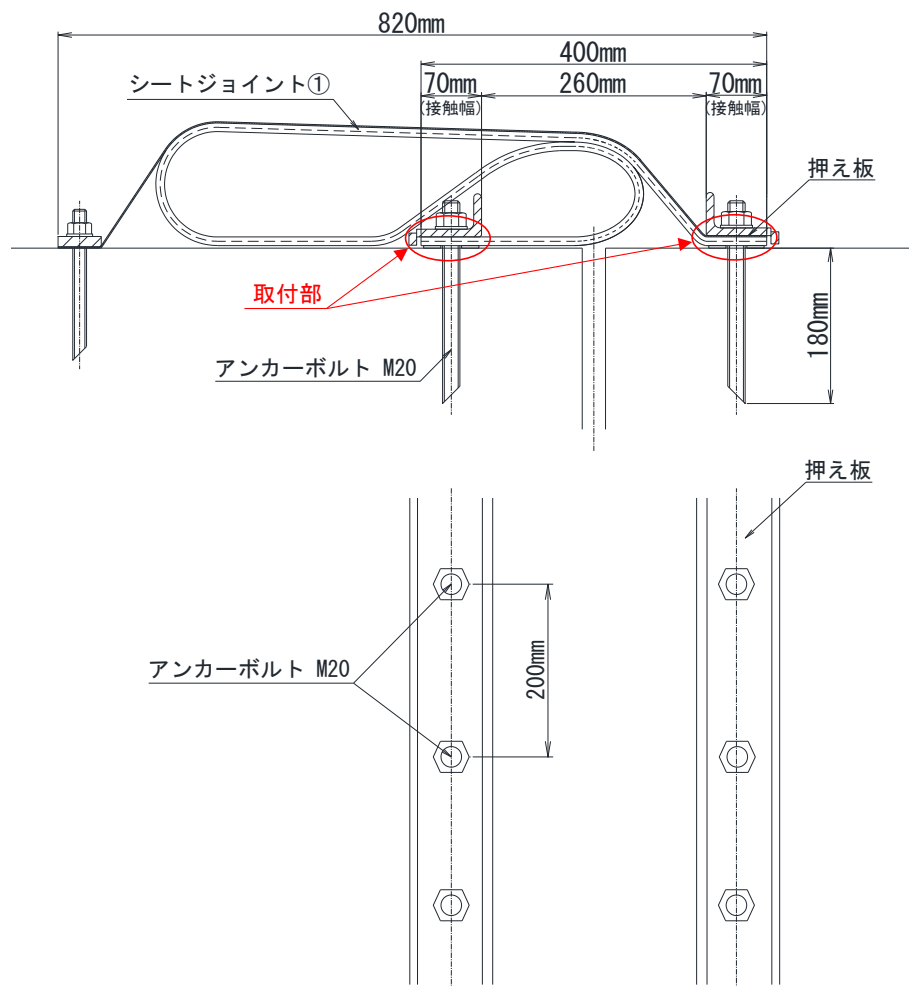 820mm
400mm
シートジョイント①
70mm
260mm
70mm
(接触幅)
(接触幅)
押え板
取付部
180mm
アンカーボルト M20
押え板
200mm
アンカーボルト M20